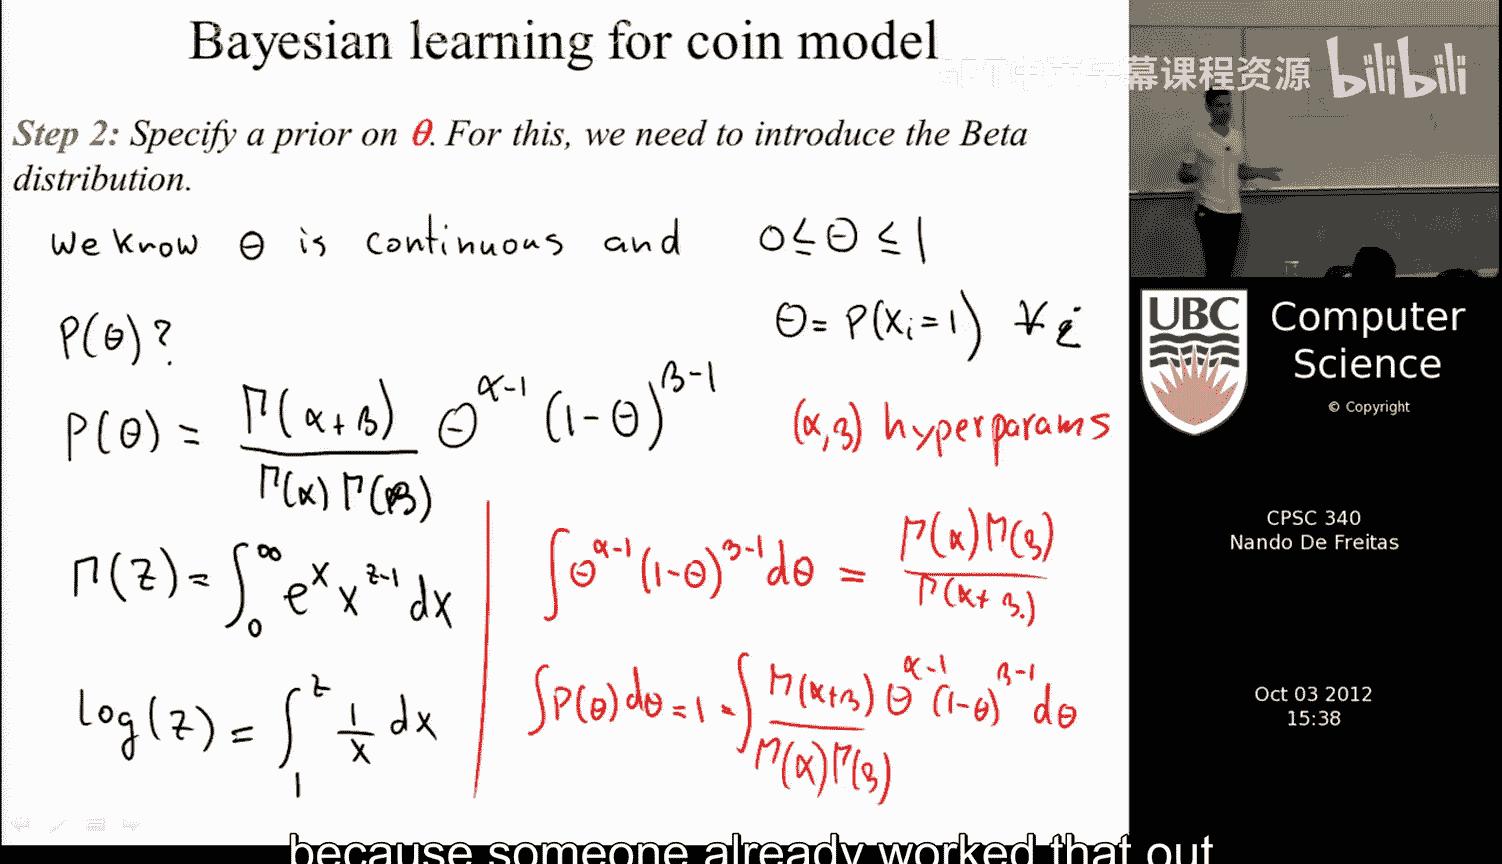 Bayesian learning for coin model
幕课程资源 bilibili
Step 2: Specify a prior on θ. For this, we need to introduce the Beta
distribution.
We know θ is continuous and 0 ≤ θ ≤ 1
P(θ)? θ = P(xᵢ=1) ∀ i
P(θ) = Γ(α+β) / Γ(α)Γ(β) θ^(α-1) (1-θ)^(β-1) (α,β) hyperparams
Γ(z) = ∫₀^∞ e^x x^(z-1) dx
∫ θ^(α-1) (1-θ)^(β-1) dθ = Γ(α)Γ(β) / Γ(α+β)
log(z) = ∫₁^z 1/x dx
∫ P(θ) dθ = 1 = ∫ Γ(α+β) / Γ(α)Γ(β) θ^(α-1) (1-θ)^(β-1) dθ
UBC
Computer
Science
© Copyright
CPSC 340
Nando De Freitas
Oct 03 2012
15:38
because someone already worked that out